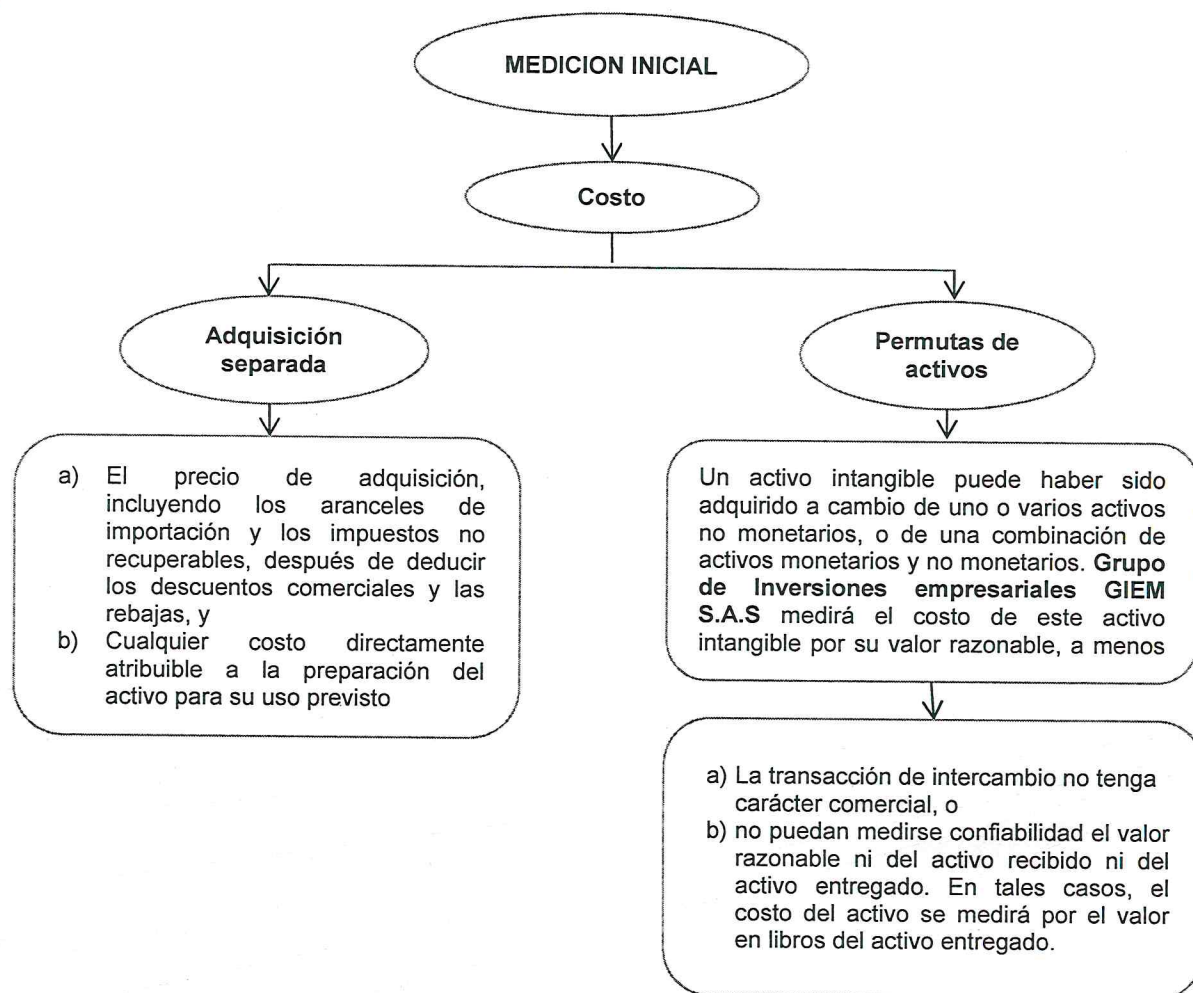 MEDICION INICIAL
Costo
Adquisición
separada
a) El precio de adquisición,
incluyendo los aranceles de
importación y los impuestos no
recuperables, después de deducir
los descuentos comerciales y las
rebajas, y
b) Cualquier costo directamente
atribuible a la preparación del
activo para su uso previsto
Permutas de
activos
Un activo intangible puede haber sido
adquirido a cambio de uno o varios activos
no monetarios, o de una combinación de
activos monetarios y no monetarios. Grupo
de Inversiones empresariales GIEM
S.A.S medirá el costo de este activo
intangible por su valor razonable, a menos
a) La transacción de intercambio no tenga
carácter comercial, o
b) no puedan medirse confiabilidad el valor
razonable ni del activo recibido ni del
activo entregado. En tales casos, el
costo del activo se medirá por el valor
en libros del activo entregado.